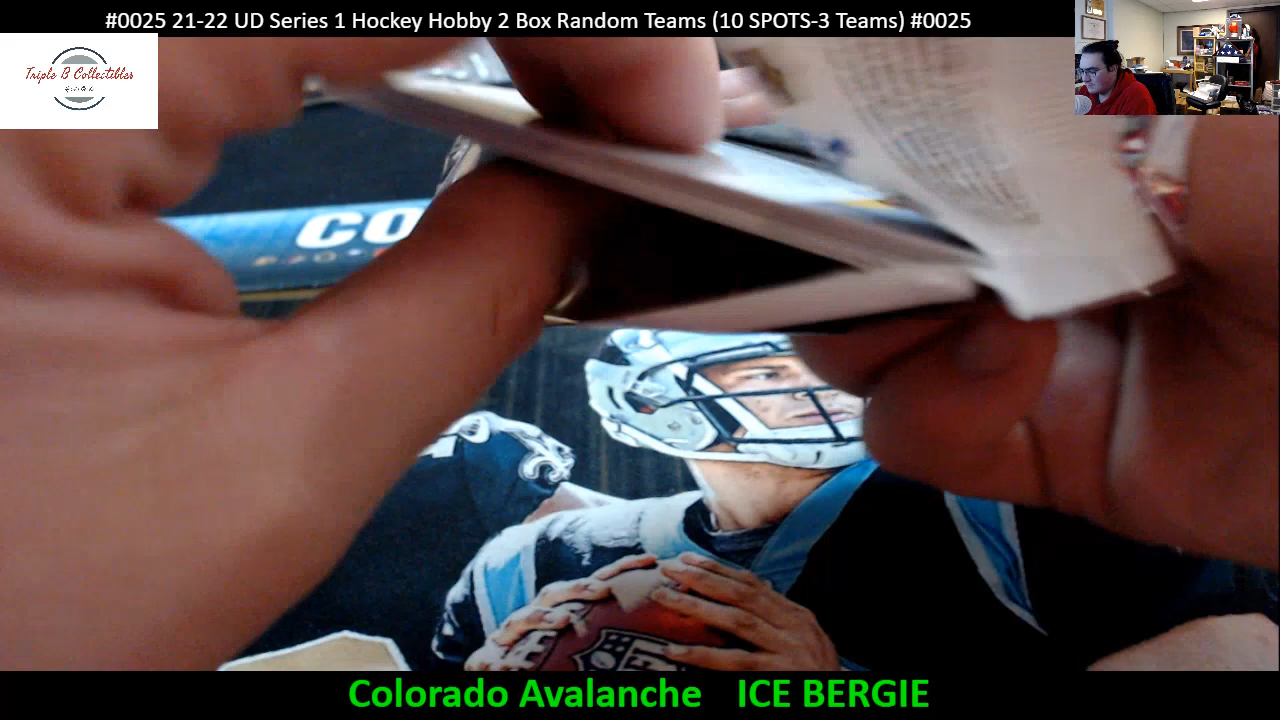 #0025 21-22 UD Series 1 Hockey Hobby 2 Box Random Teams (10 SPOTS-3 Teams) #0025
Triple B Collectibles
CO
Colorado Avalanche ICE BERGIE